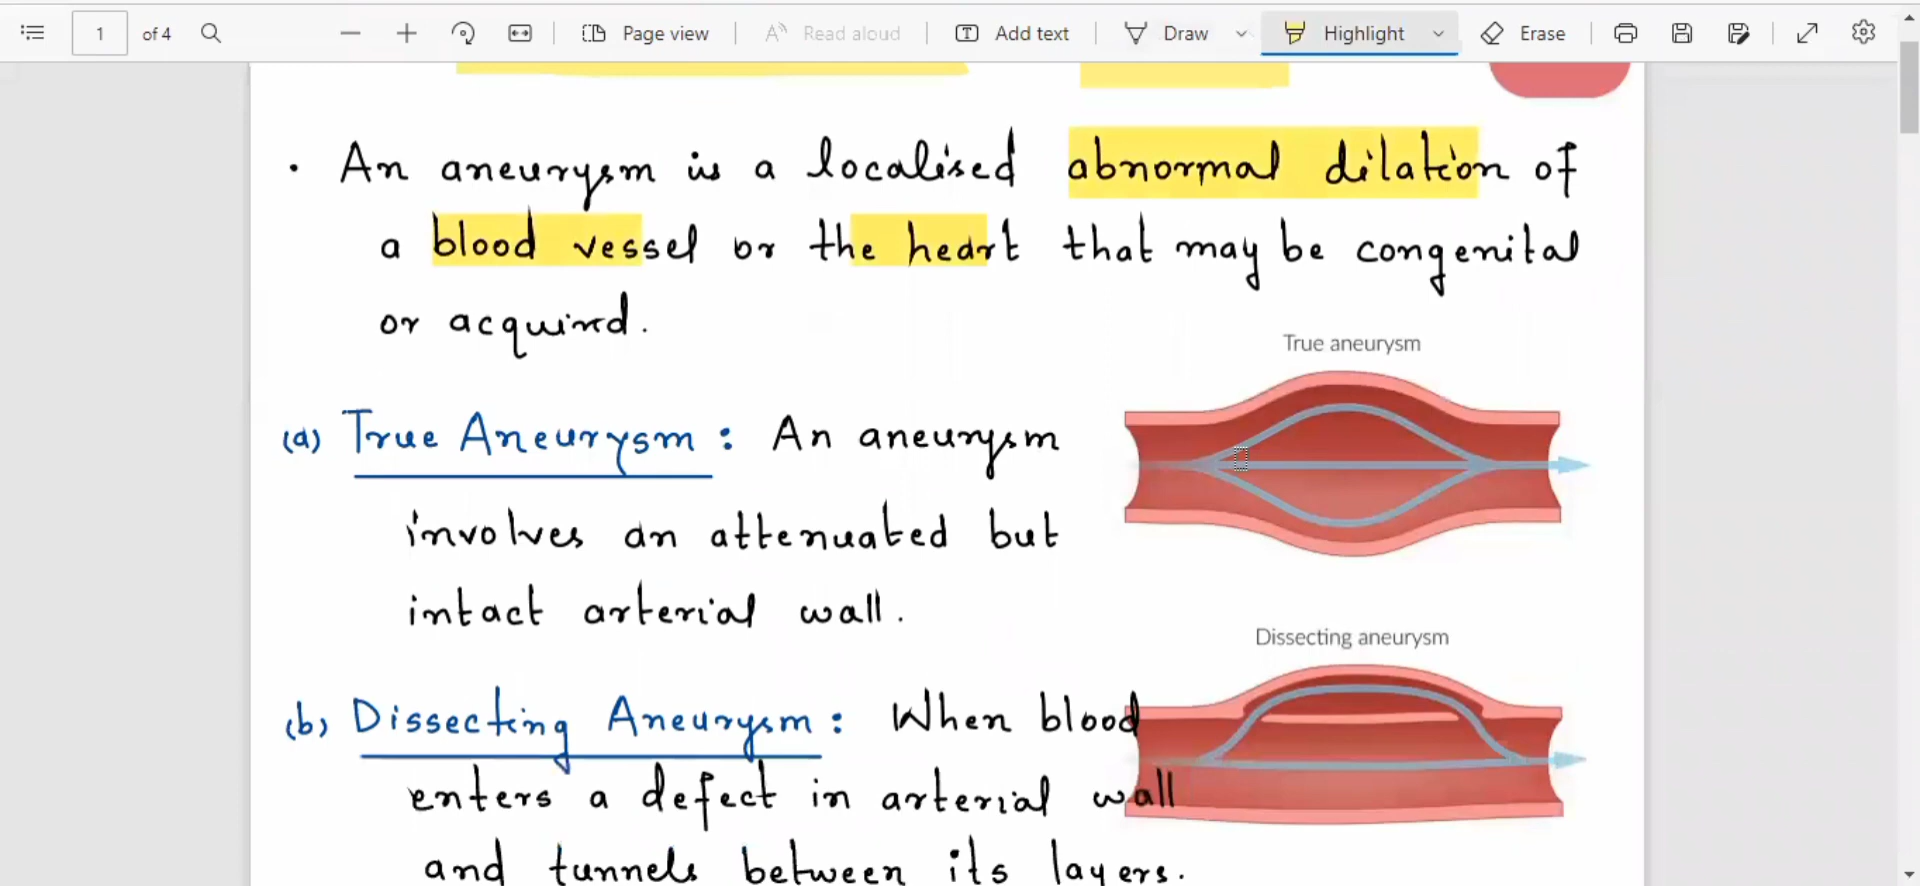 1 of 4 Page view Read aloud Add text Draw Highlight Erase
• An aneurysm is a localised abnormal dilation of
a blood vessel or the heart that may be congenital
or acquired.
True aneurysm
(a) True Aneurysm : An aneurysm
involves an attenuated but
intact arterial wall.
Dissecting aneurysm
(b) Dissecting Aneurysm : When blood
enters a defect in arterial wall
and tunnels between its layers.